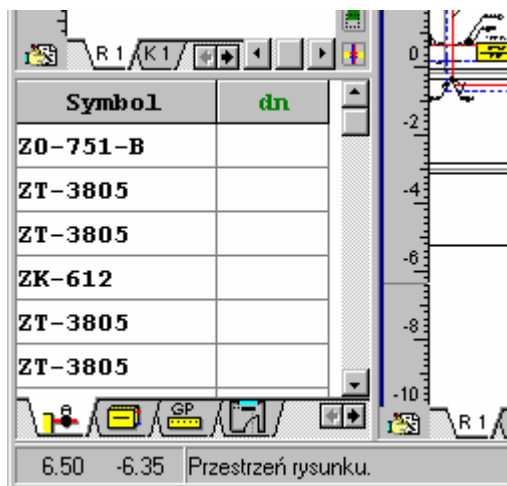 R 1 K 1
Symbol dn
ZO-751-B
ZT-3805
ZT-3805
ZK-612
ZT-3805
ZT-3805
GP
6.50 -6.35 Przestrzeń rysunku.
0
-2
-4
-6
-8
-10
R 1